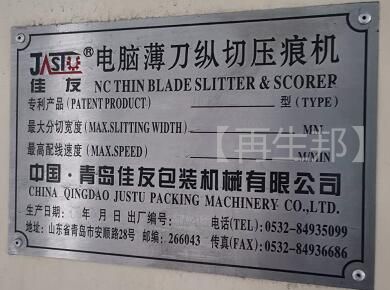 JASTU® 电脑薄刀纵切压痕机
佳友 NC THIN BLADE SLITTER & SCORER
专利产品(PATENT PRODUCT) 型(TYPE)
最大分切宽度(MAX.SLITTING WIDTH) MN
最高配线速度(MAX.SPEED) M/MIN
【再生邦】
中国·青岛佳友包装机械有限公司
CHINA QINGDAO JUSTU PACKING MACHINERY CO.,LTD.
生产日期: 年 月 日 出厂编号: 电话(TEL):0532-84935099
地址:山东省青岛市安顺路28号 邮编:266043 传真(FAX):0532-84936686